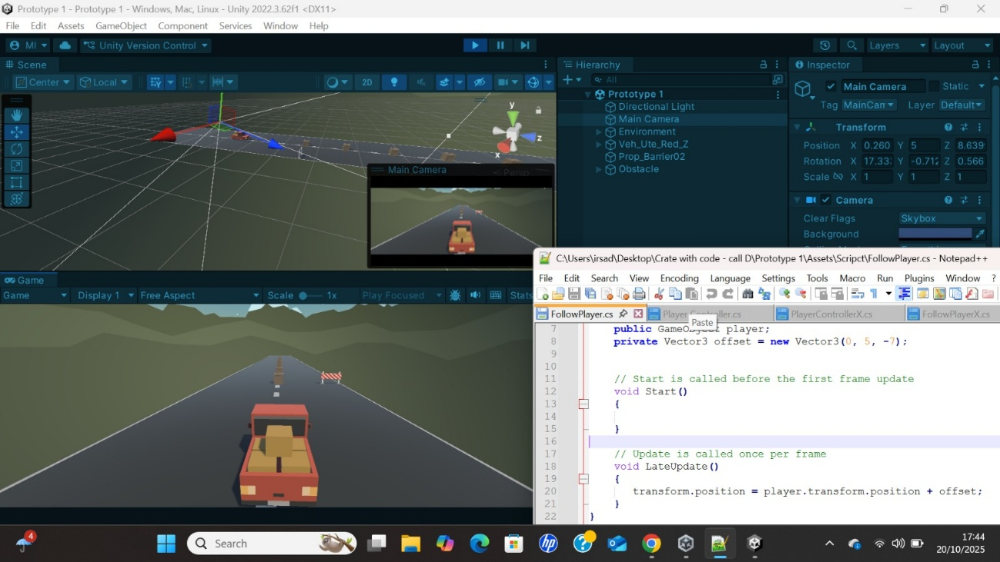 Prototype 1 - Prototype 1 - Windows, Mac, Linux - Unity 2022.3.62f1 <DX11>
File Edit Assets GameObject Component Services Window Help
MI Unity Version Control Layers Layout
Scene Hierarchy Inspector
Center Local 2D All
Main Camera Static
Tag MainCam Layer Default
Prototype 1
Directional Light
Main Camera
Environment
Veh_Ute_Red_Z
Prop_Barrier02
Obstacle
Transform
Position X 0.260 Y 5 Z 8.639
Rotation X 17.33 Y -0.712 Z 0.566
Scale X 1 Y 1 Z 1
Camera
Clear Flags Skybox
Background
y
z
x
Persp
Main Camera
Game
Game Display 1 Free Aspect Scale 1x Play Focused Stats
C:\Users\irsad\Desktop\Crate with code - call D\Prototype 1\Assets\Scripct\FollowPlayer.cs - Notepad++
File Edit Search View Encoding Language Settings Tools Macro Run Plugins Window ?
FollowPlayer.cs PlayerController.cs PlayerControllerX.cs FollowPlayerX.cs
Paste
7 public GameObject player;
8 private Vector3 offset = new Vector3(0, 5, -7);
9
10
11 // Start is called before the first frame update
12 void Start()
13 {
14
15 }
16
17 // Update is called once per frame
18 void LateUpdate()
19 {
20 transform.position = player.transform.position + offset;
21 }
22 }
4
Search
17:44
20/10/2025